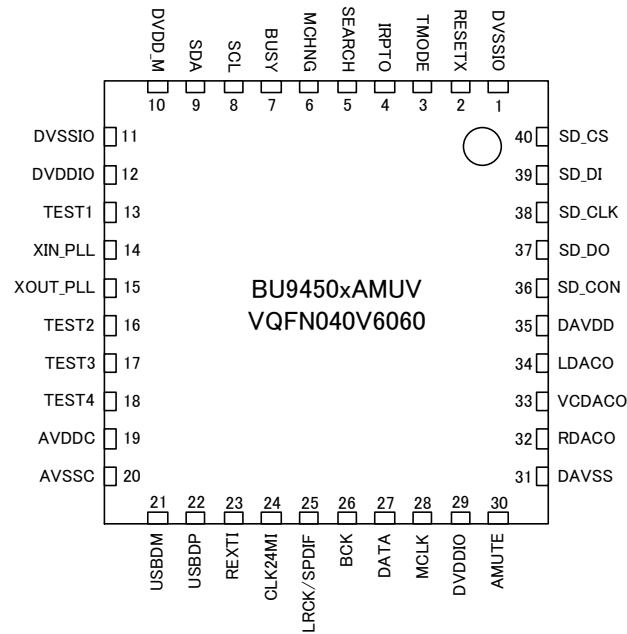 DVDD_M
SDA
SCL
BUSY
MCHNG
SEARCH
IRPTO
TMODE
RESETX
DVSSIO
10 9 8 7 6 5 4 3 2 1
DVSSIO 11
DVDDIO 12
TEST1 13
XIN_PLL 14
XOUT_PLL 15
TEST2 16
TEST3 17
TEST4 18
AVDDC 19
AVSSC 20
BU9450xAMUV
VQFN040V6060
40 SD_CS
39 SD_DI
38 SD_CLK
37 SD_DO
36 SD_CON
35 DAVDD
34 LDACO
33 VCDACO
32 RDACO
31 DAVSS
21 22 23 24 25 26 27 28 29 30
USBDM
USBDP
REXTI
CLK24MI
LRCK/SPDIF
BCK
DATA
MCLK
DVDDIO
AMUTE